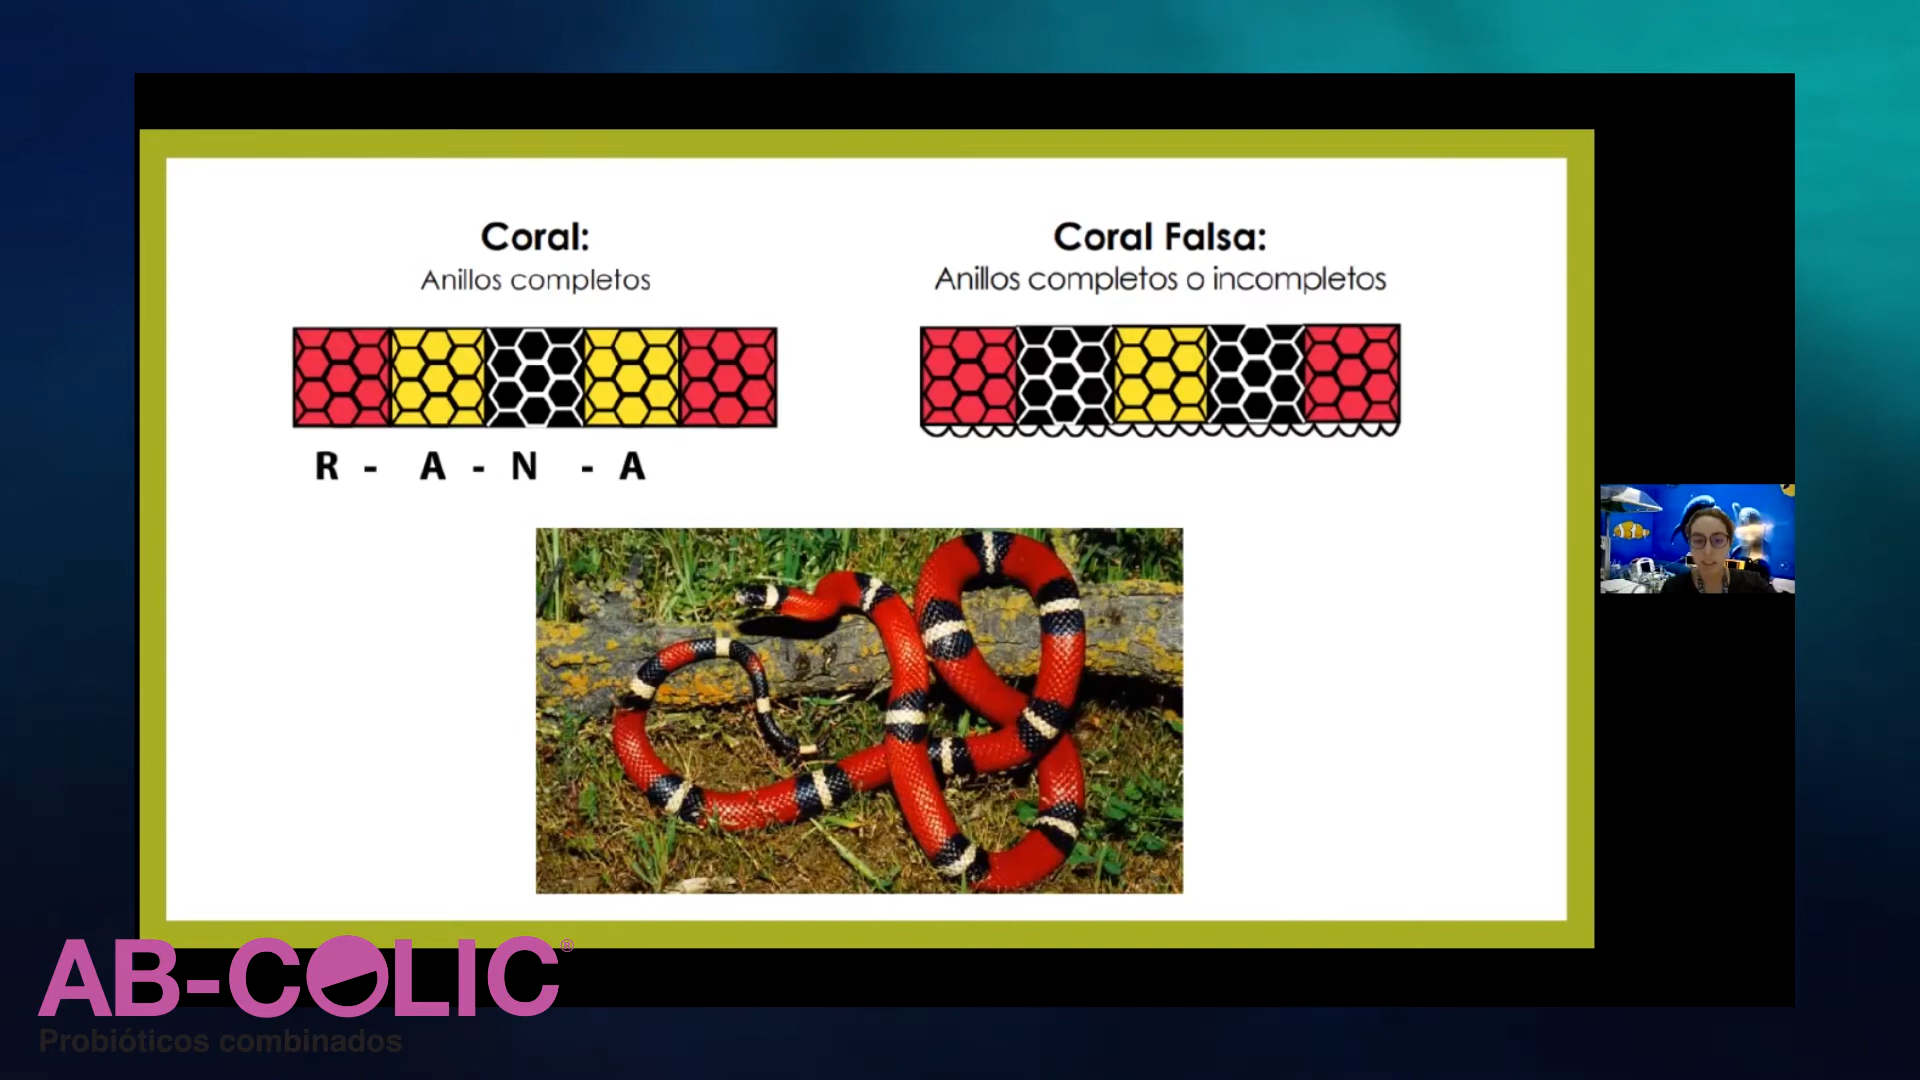 Coral:
Anillos completos
R - A - N - A
Coral Falsa:
Anillos completos o incompletos
AB-COLIC®
Probióticos combinados